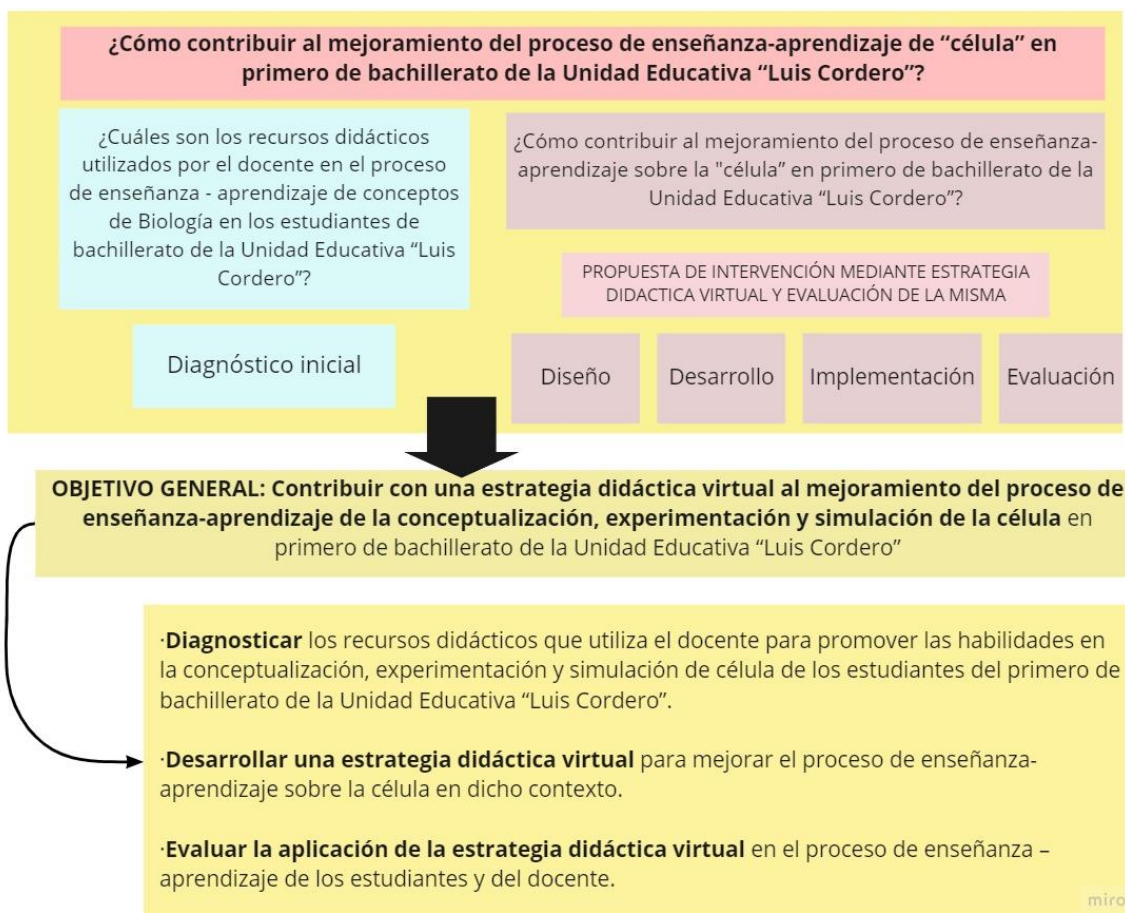 ¿Cómo contribuir al mejoramiento del proceso de enseñanza-aprendizaje de “célula” en
primero de bachillerato de la Unidad Educativa “Luis Cordero”?
¿Cuáles son los recursos didácticos
utilizados por el docente en el proceso
de enseñanza - aprendizaje de conceptos
de Biología en los estudiantes de
bachillerato de la Unidad Educativa “Luis
Cordero”?
Diagnóstico inicial
¿Cómo contribuir al mejoramiento del proceso de enseñanza-
aprendizaje sobre la "célula” en primero de bachillerato de la
Unidad Educativa “Luis Cordero”?
PROPUESTA DE INTERVENCIÓN MEDIANTE ESTRATEGIA
DIDACTICA VIRTUAL Y EVALUACIÓN DE LA MISMA
Diseño
Desarrollo
Implementación
Evaluación
OBJETIVO GENERAL: Contribuir con una estrategia didáctica virtual al mejoramiento del proceso de
enseñanza-aprendizaje de la conceptualización, experimentación y simulación de la célula en
primero de bachillerato de la Unidad Educativa “Luis Cordero”
·Diagnosticar los recursos didácticos que utiliza el docente para promover las habilidades en
la conceptualización, experimentación y simulación de célula de los estudiantes del primero de
bachillerato de la Unidad Educativa “Luis Cordero”.
·Desarrollar una estrategia didáctica virtual para mejorar el proceso de enseñanza-
aprendizaje sobre la célula en dicho contexto.
·Evaluar la aplicación de la estrategia didáctica virtual en el proceso de enseñanza –
aprendizaje de los estudiantes y del docente.
miro